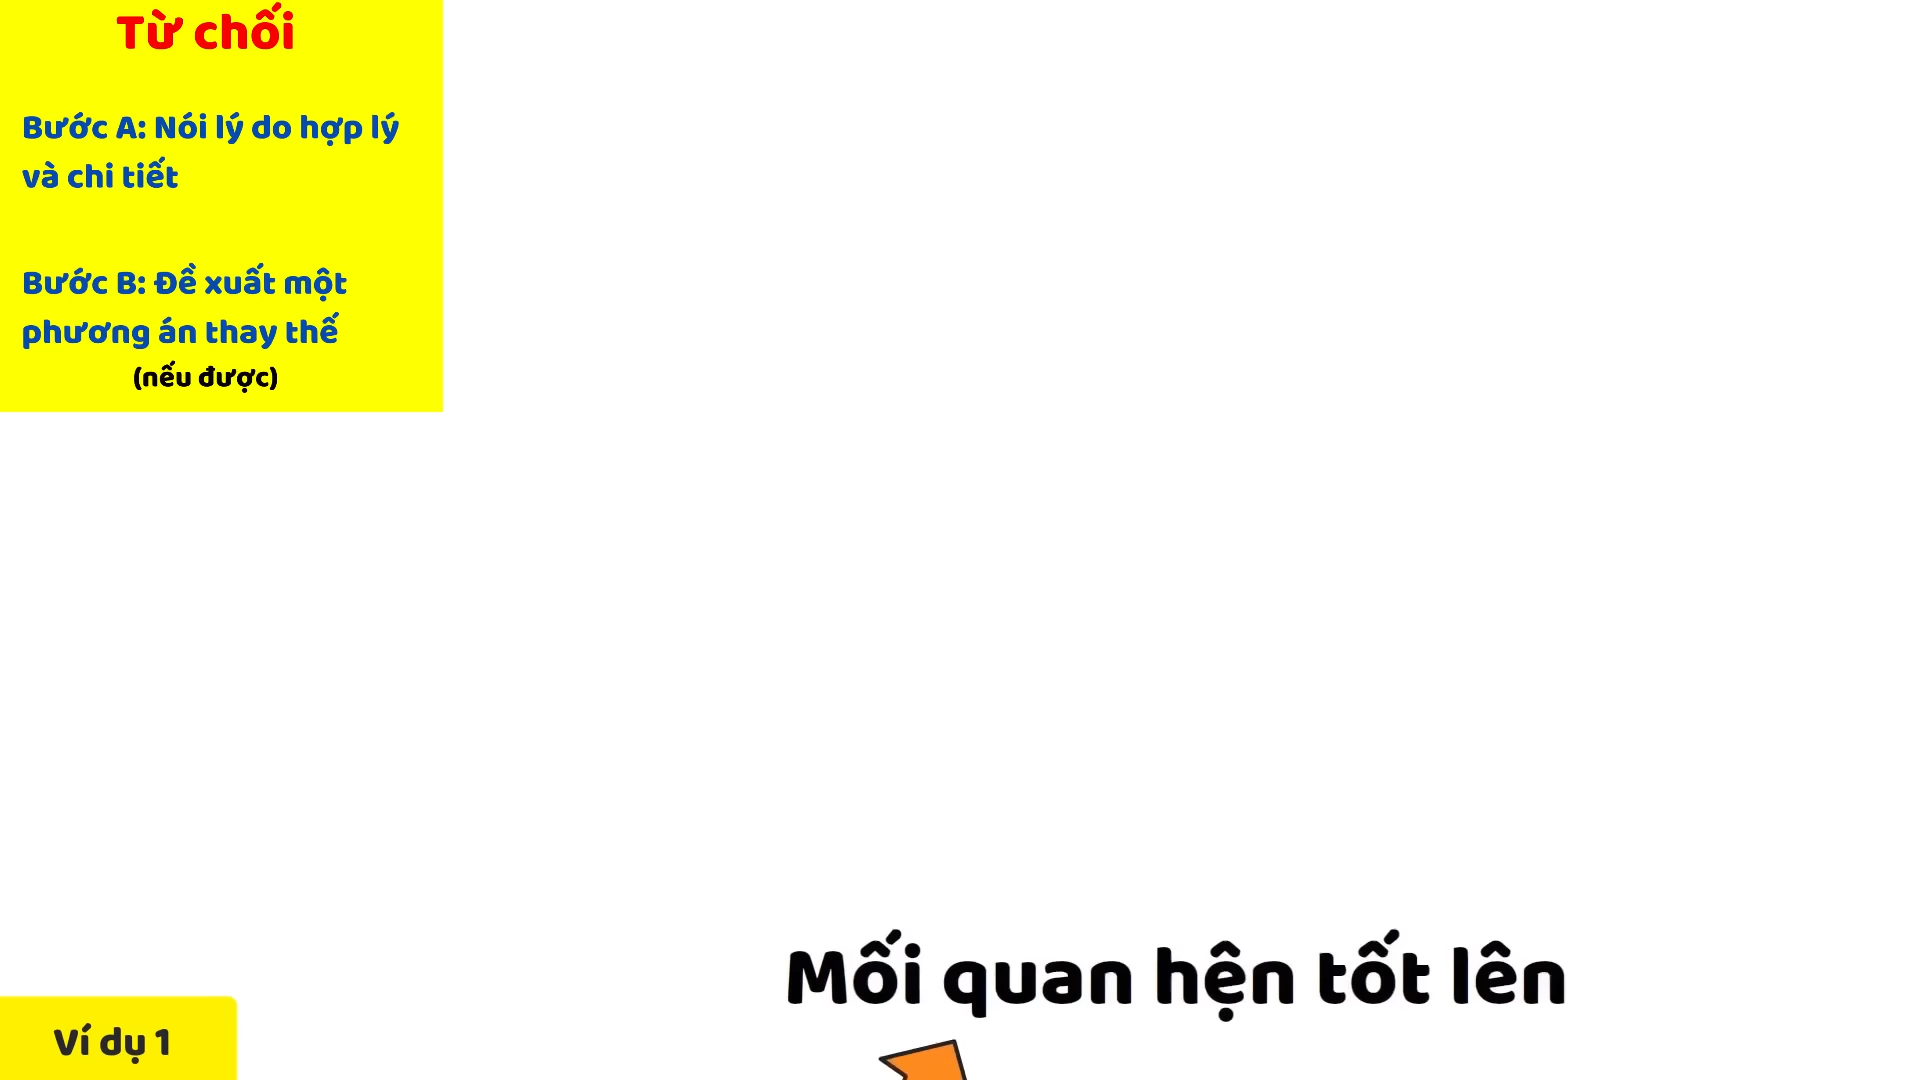 Từ chối
Bước A: Nói lý do hợp lý
và chi tiết
Bước B: Đề xuất một
phương án thay thế
(nếu được)
Mối quan hện tốt lên
Ví dụ 1